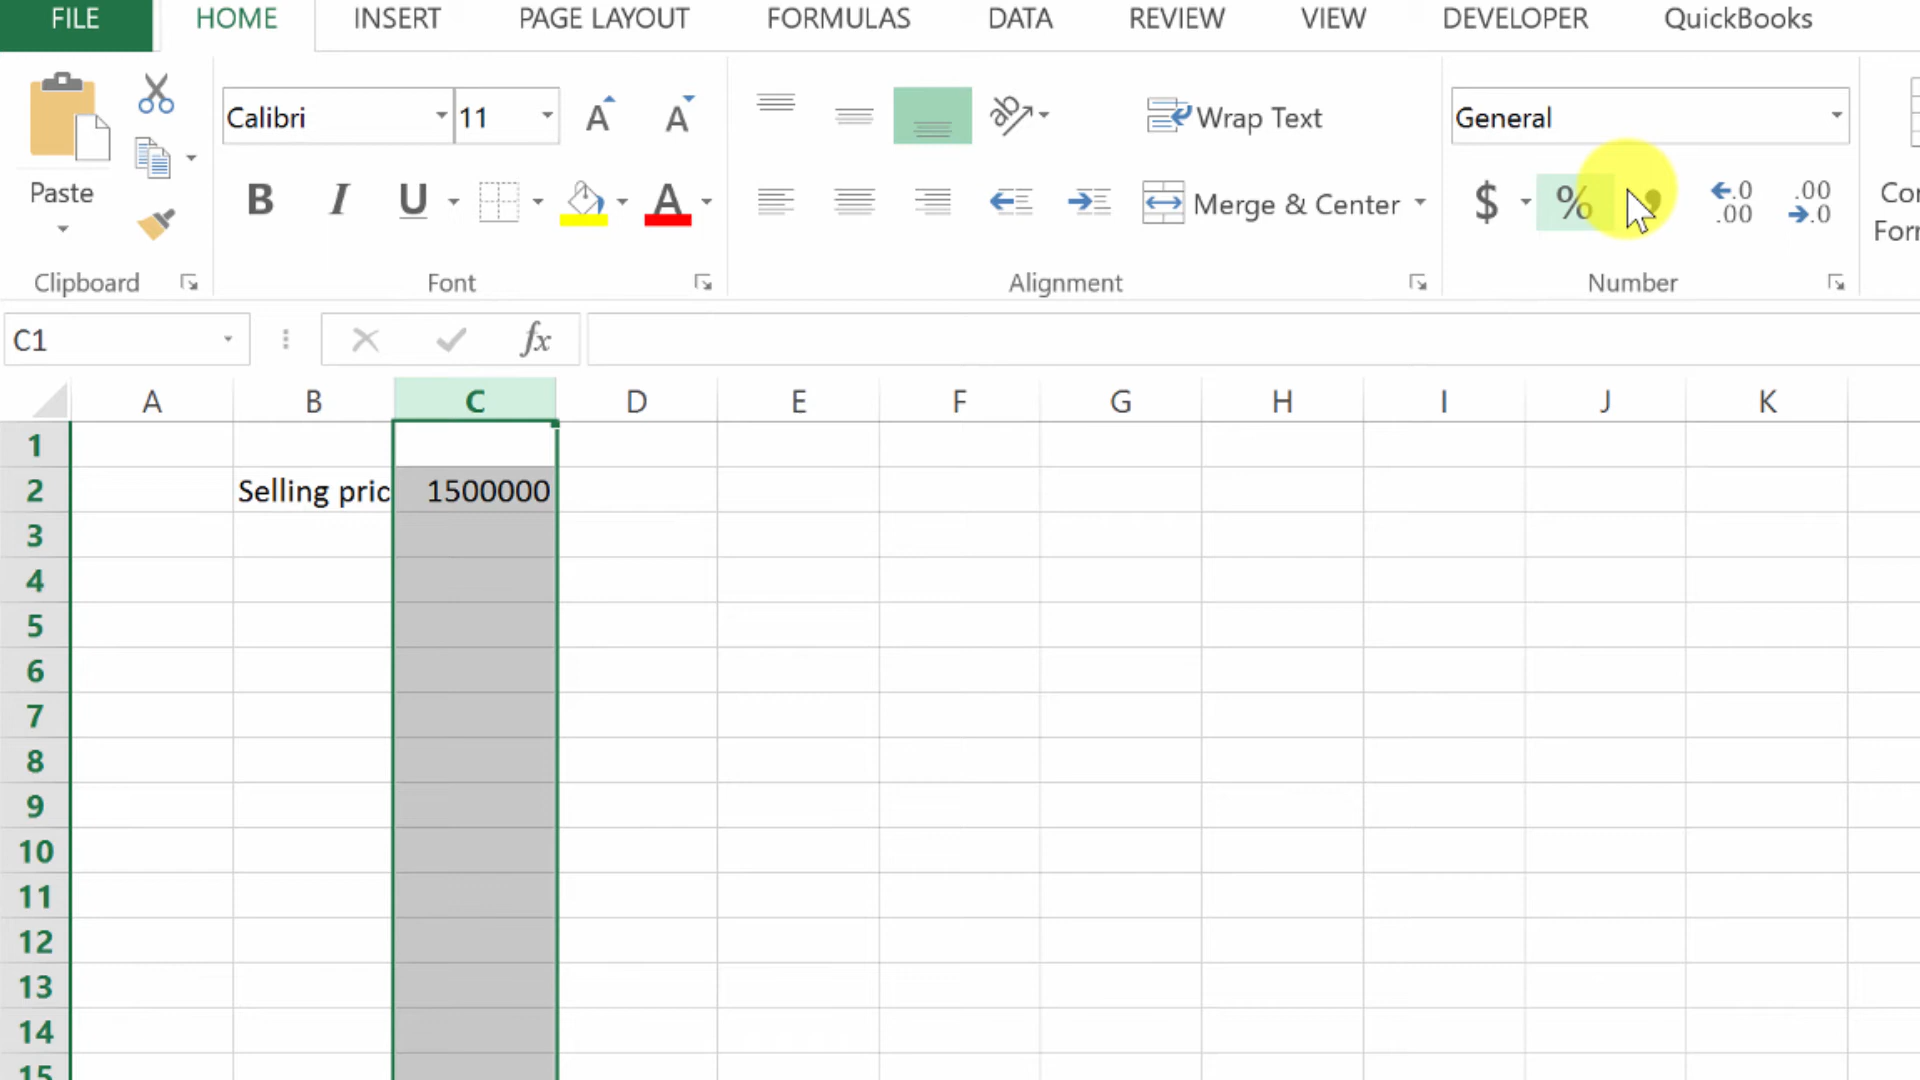 FILE HOME INSERT PAGE LAYOUT FORMULAS DATA REVIEW VIEW DEVELOPER QuickBooks
Calibri 11 Wrap Text General
Paste B I U A Merge & Center $ % , .0 .00 .00 .0
Clipboard Font Alignment Number
C1 fx
A B C D E F G H I J K
1
2 Selling pric 1500000
3
4
5
6
7
8
9
10
11
12
13
14
15